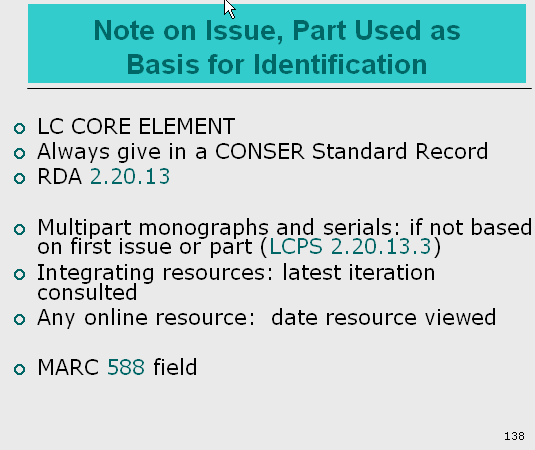 Note on Issue, Part Used as
Basis for Identification
LC CORE ELEMENT
Always give in a CONSER Standard Record
RDA 2.20.13
Multipart monographs and serials: if not based
on first issue or part (LCPS 2.20.13.3)
Integrating resources: latest iteration
consulted
Any online resource:  date resource viewed
MARC 588 field
138